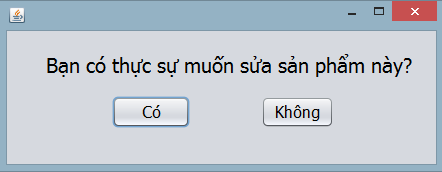 Bạn có thực sự muốn sửa sản phẩm này?
Có
Không